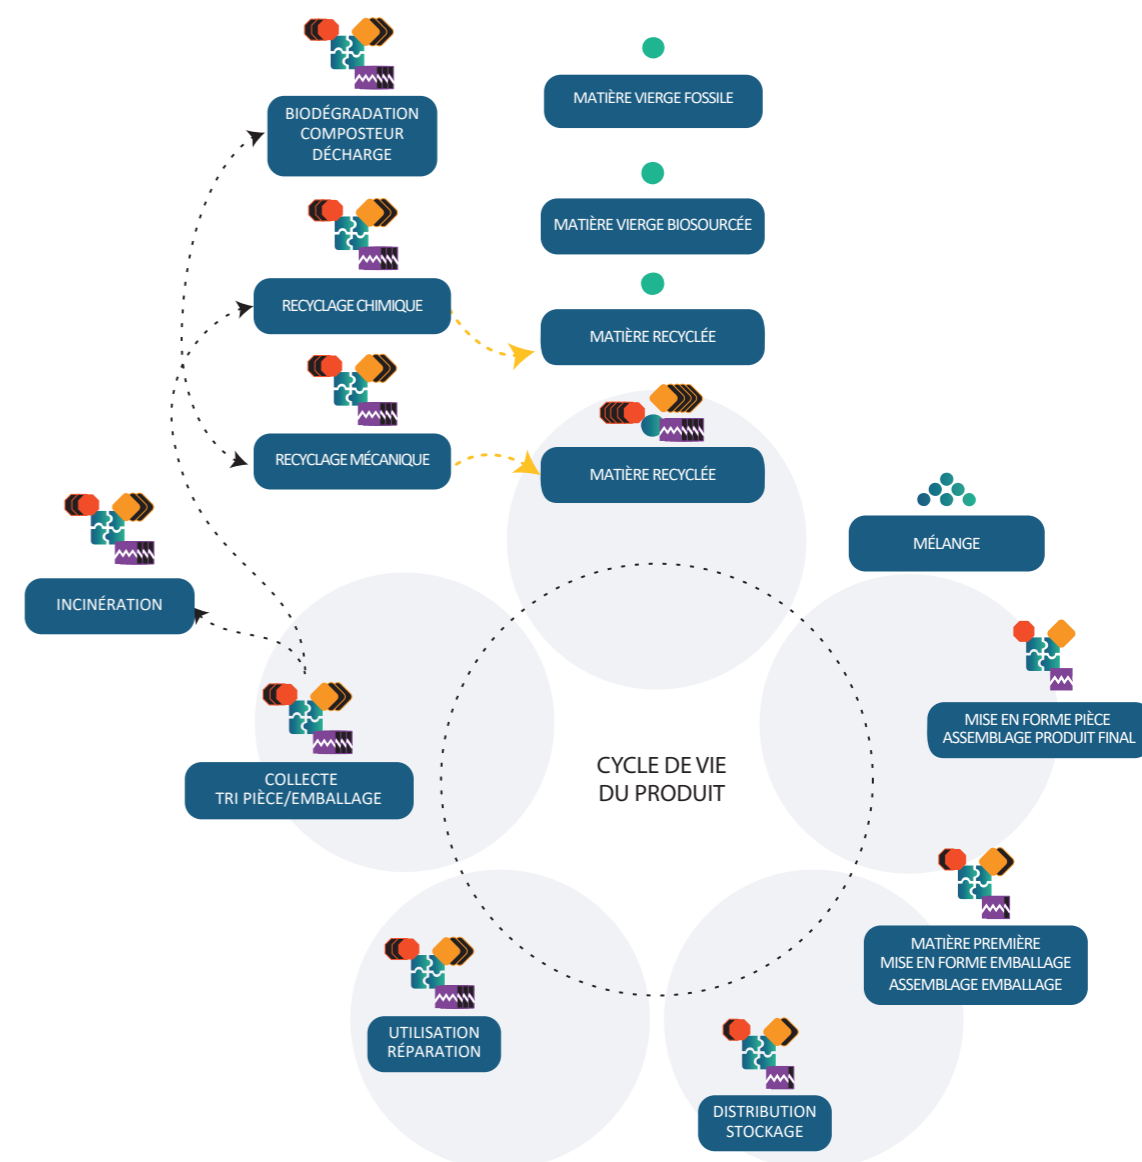 BIODÉGRADATION
COMPOSTEUR
DÉCHARGE
MATIÈRE VIERGE FOSSILE
MATIÈRE VIERGE BIOSOURCÉE
RECYCLAGE CHIMIQUE
MATIÈRE RECYCLÉE
RECYCLAGE MÉCANIQUE
MATIÈRE RECYCLÉE
MÉLANGE
INCINÉRATION
MISE EN FORME PIÈCE
ASSEMBLAGE PRODUIT FINAL
COLLECTE
TRI PIÈCE/EMBALLAGE
CYCLE DE VIE
DU PRODUIT
MATIÈRE PREMIÈRE
MISE EN FORME EMBALLAGE
ASSEMBLAGE EMBALLAGE
UTILISATION
RÉPARATION
DISTRIBUTION
STOCKAGE